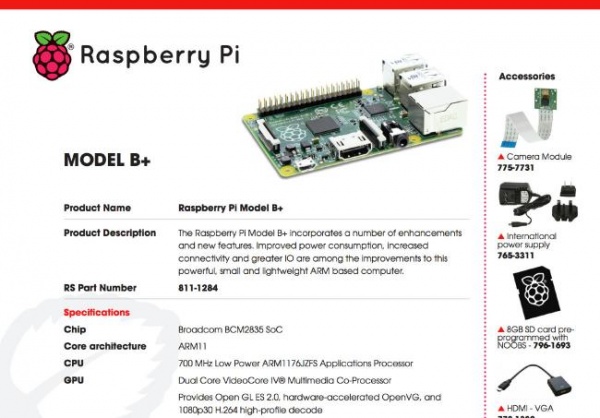 Raspberry Pi
MODEL B+
Product Name Raspberry Pi Model B+
Product Description The Raspberry PI Model B+ incorporates a number of enhancements
and new features. Improved power consumption, increased
connectivity and greater IO are among the improvements to this
powerful, small and lightweight ARM based computer.
RS Part Number 811-1284
Specifications
Chip Broadcom BCM2835 SoC
Core architecture ARM11
CPU 700 MHz Low Power ARM1176JZFS Applications Processor
GPU Dual Core VideoCore IV® Multimedia Co-Processor
Provides Open GL ES 2.0, hardware-accelerated OpenVG, and
1080p30 H.264 high-profile decode
Accessories
Camera Module
775-7731
International
power supply
765-3311
8GB SD card pre-
programmed with
NOOBS - 796-1693
HDMI - VGA